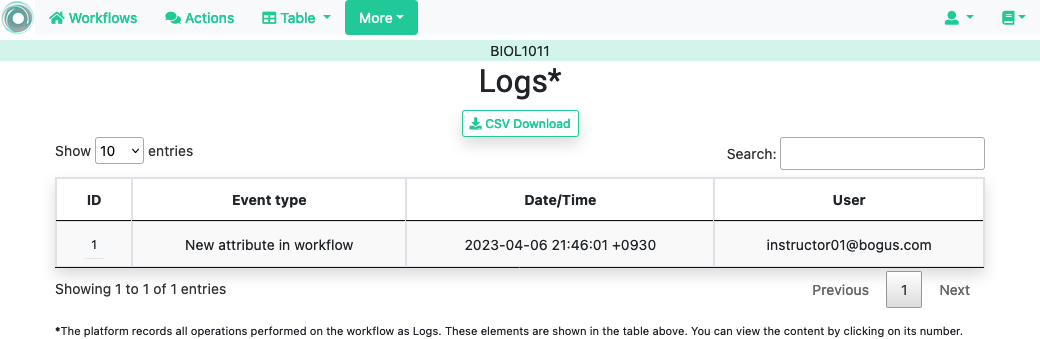 Workflows Actions Table More
BIOL1011
Logs*
CSV Download
Show 10 entries Search:
ID Event type Date/Time User
1 New attribute in workflow 2023-04-06 21:46:01 +0930 instructor01@bogus.com
Showing 1 to 1 of 1 entries Previous 1 Next
*The platform records all operations performed on the workflow as Logs. These elements are shown in the table above. You can view the content by clicking on its number.